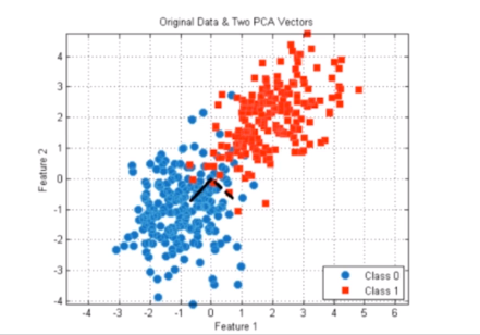 Original Data & Two PCA Vectors
Feature 2
4
3
2
1
0
-1
-2
-3
-4
-4 -3 -2 -1 0 1 2 3 4 5 6
Feature 1
Class 0
Class 1